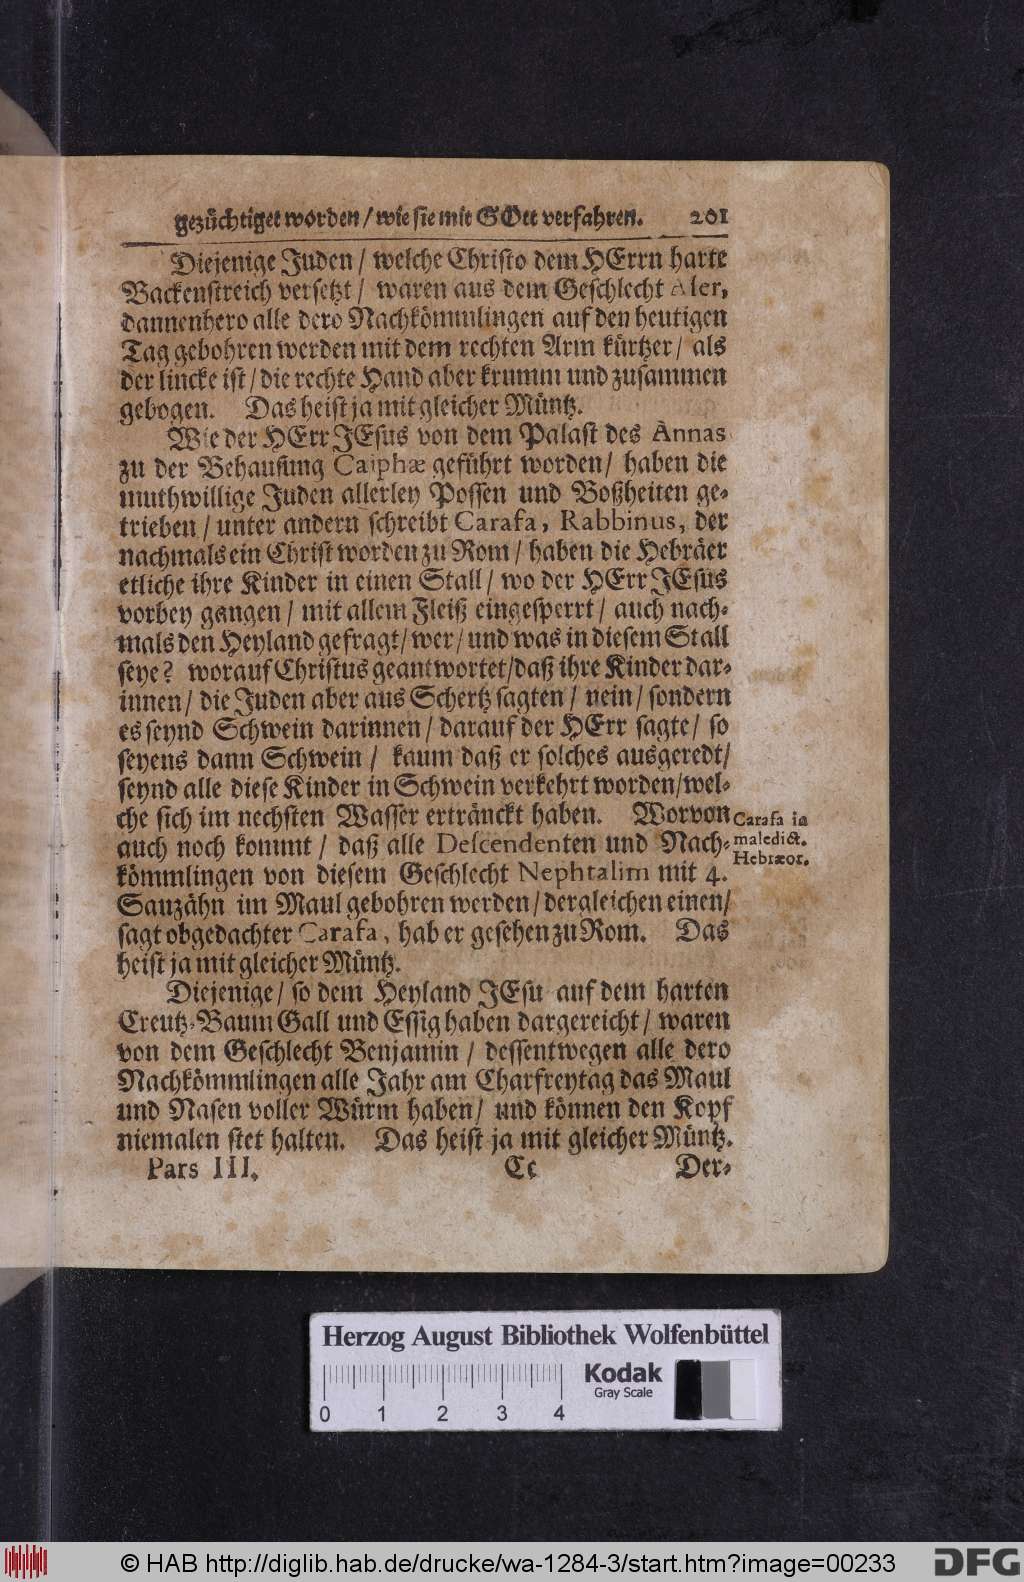 gezüchtiget worden / wie sie mit GOtt verfahren. 201
Diejenige Juden / welche Christo dem HErrn harte
Backenstreich versetzt / waren aus dem Geschlecht Aser,
dannenhero alle dero Nachkömmlingen auf den heutigen
Tag gebohren werden mit dem rechten Arm kürtzer / als
der lincke ist / die rechte Hand aber krumm und zusammen
gebogen. Das heist ja mit gleicher Müntz.
Wie der HErr JEsus von dem Palast des Annas
zu der Behausung Caiphæ geführt worden / haben die
muthwillige Juden allerley Possen und Boßheiten ge-
trieben / unter andern schreibt Carafa, Rabbinus, der
nachmals ein Christ worden zu Rom / haben die Hebräer
etliche ihre Kinder in einen Stall / wo der HErr JEsus
vorbey gangen / mit allem Fleiß eingesperrt / auch nach-
mals den Heyland gefragt / wer / und was in diesem Stall
seye? worauf Christus geantwortet / daß ihre Kinder dar-
innen / die Juden aber aus Schertz sagten / nein / sondern
es seynd Schwein darinnen / darauf der HErr sagte / so
seyens dann Schwein / kaum daß er solches ausgeredt /
seynd alle diese Kinder in Schwein verkehrt worden / wel-
che sich im nechsten Wasser ertränckt haben. Worvon
auch noch kommt / daß alle Descendenten und Nach-
kömmlingen von diesem Geschlecht Nephtalim mit 4.
Sauzähn im Maul gebohren werden / dergleichen einen /
sagt obgedachter Carafa, hab er gesehen zu Rom. Das
heist ja mit gleicher Müntz.
Carafa in
maledict.
Hebræor.
Diejenige / so dem Heyland JEsu auf dem harten
Creutz-Baum Gall und Essig haben dargereicht / waren
von dem Geschlecht Benjamin / dessentwegen alle dero
Nachkömmlingen alle Jahr am Charfreytag das Maul
und Nasen voller Würm haben / und können den Kopf
niemalen stet halten. Das heist ja mit gleicher Müntz.
Pars III. Cc Der-
Herzog August Bibliothek Wolfenbüttel
Kodak
Gray Scale
0 1 2 3 4
© HAB http://diglib.hab.de/drucke/wa-1284-3/start.htm?image=00233
DFG